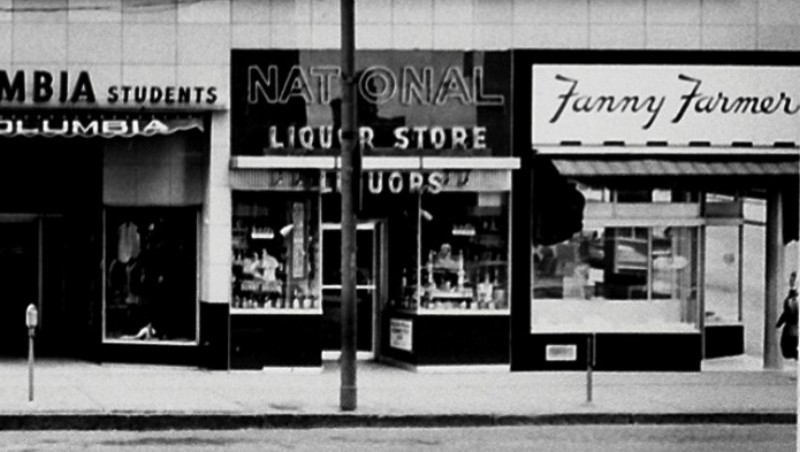 MBIA STUDENTS
OLUMBIA
NATIONAL
LIQUOR STORE
LIQUORS
Fanny Farmer